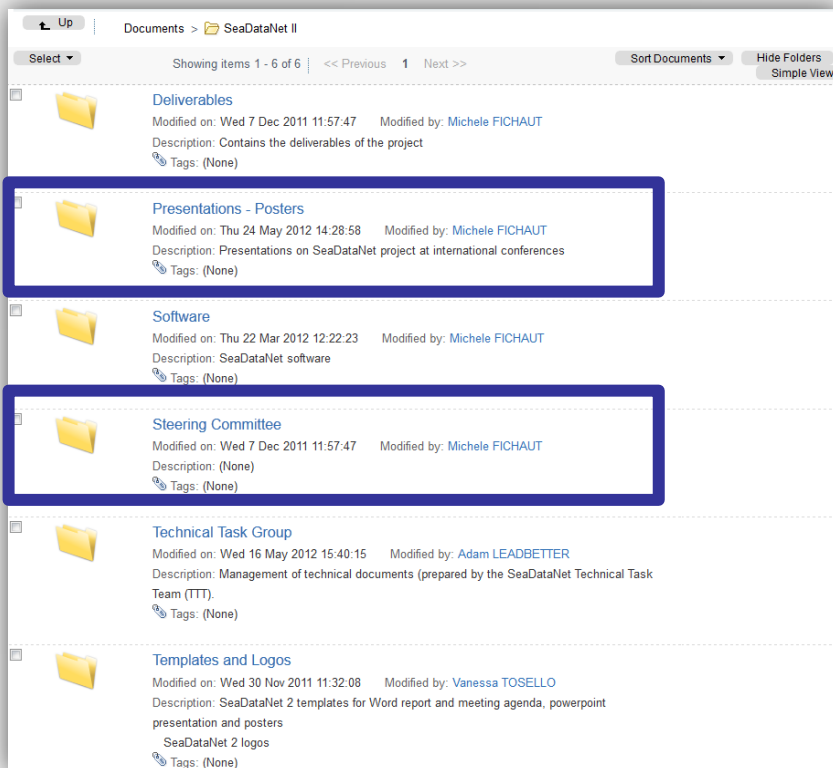 Up
Documents > SeaDataNet II
Select
Showing items 1 - 6 of 6 | << Previous 1 Next >>
Sort Documents
Hide Folders
Simple View
Deliverables
Modified on: Wed 7 Dec 2011 11:57:47 Modified by: Michele FICHAUT
Description: Contains the deliverables of the project
Tags: (None)
Presentations - Posters
Modified on: Thu 24 May 2012 14:28:58 Modified by: Michele FICHAUT
Description: Presentations on SeaDataNet project at international conferences
Tags: (None)
Software
Modified on: Thu 22 Mar 2012 12:22:23 Modified by: Michele FICHAUT
Description: SeaDataNet software
Tags: (None)
Steering Committee
Modified on: Wed 7 Dec 2011 11:57:47 Modified by: Michele FICHAUT
Description: (None)
Tags: (None)
Technical Task Group
Modified on: Wed 16 May 2012 15:40:15 Modified by: Adam LEADBETTER
Description: Management of technical documents (prepared by the SeaDataNet Technical Task
Team (TTT).
Tags: (None)
Templates and Logos
Modified on: Wed 30 Nov 2011 11:32:08 Modified by: Vanessa TOSELLO
Description: SeaDataNet 2 templates for Word report and meeting agenda, powerpoint
presentation and posters
SeaDataNet 2 logos
Tags: (None)